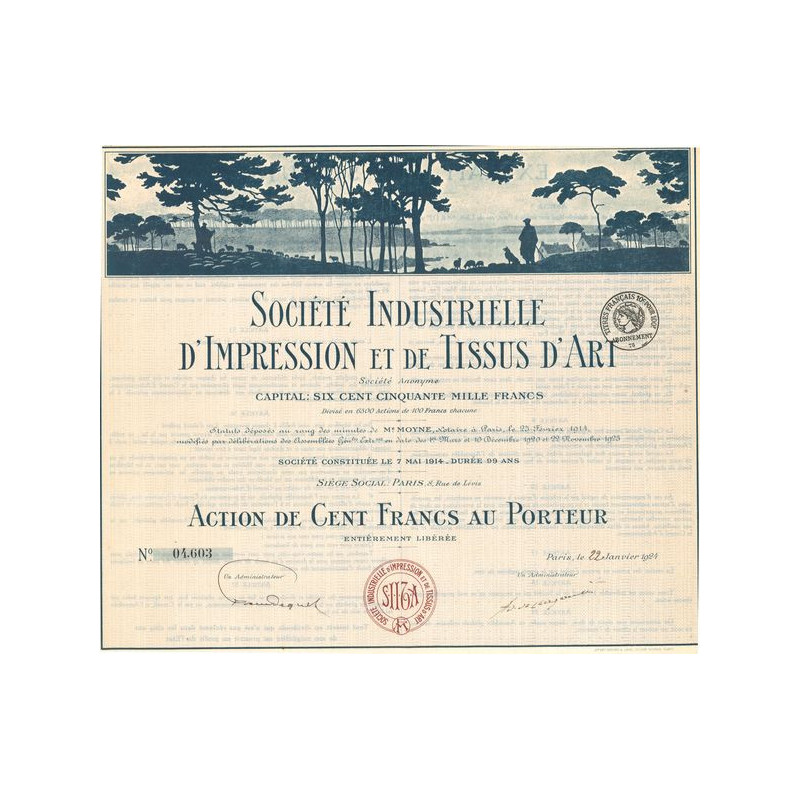 SOCIÉTÉ INDUSTRIELLE
D'IMPRESSION ET DE TISSUS D'ART
TITRES FRANÇAIS 10c POUR 100F
ABONNEMENT
78
Société Anonyme
CAPITAL: SIX CENT CINQUANTE MILLE FRANCS
Divisé en 6500 Actions de 100 Francs chacune
Statuts déposés au rang des minutes de Me MOYNE, Notaire à Paris, le 25 Février 1914,
modifiés par délibérations des Assemblées Génles Extres en date des 1er Mars et 10 Décembre 1920 et 22 Novembre 1923
SOCIÉTÉ CONSTITUÉE LE 7 MAI 1914_DURÉE 99 ANS
SIÈGE SOCIAL: PARIS, 8, Rue de Lévis
ACTION DE CENT FRANCS AU PORTEUR
ENTIÈREMENT LIBÉRÉE
No 04.603
Paris, le 22 Janvier 1924
Un Administrateur
Un Administrateur
SOCIÉTÉ INDUSTRIELLE D'IMPRESSION ET DE TISSUS D'ART